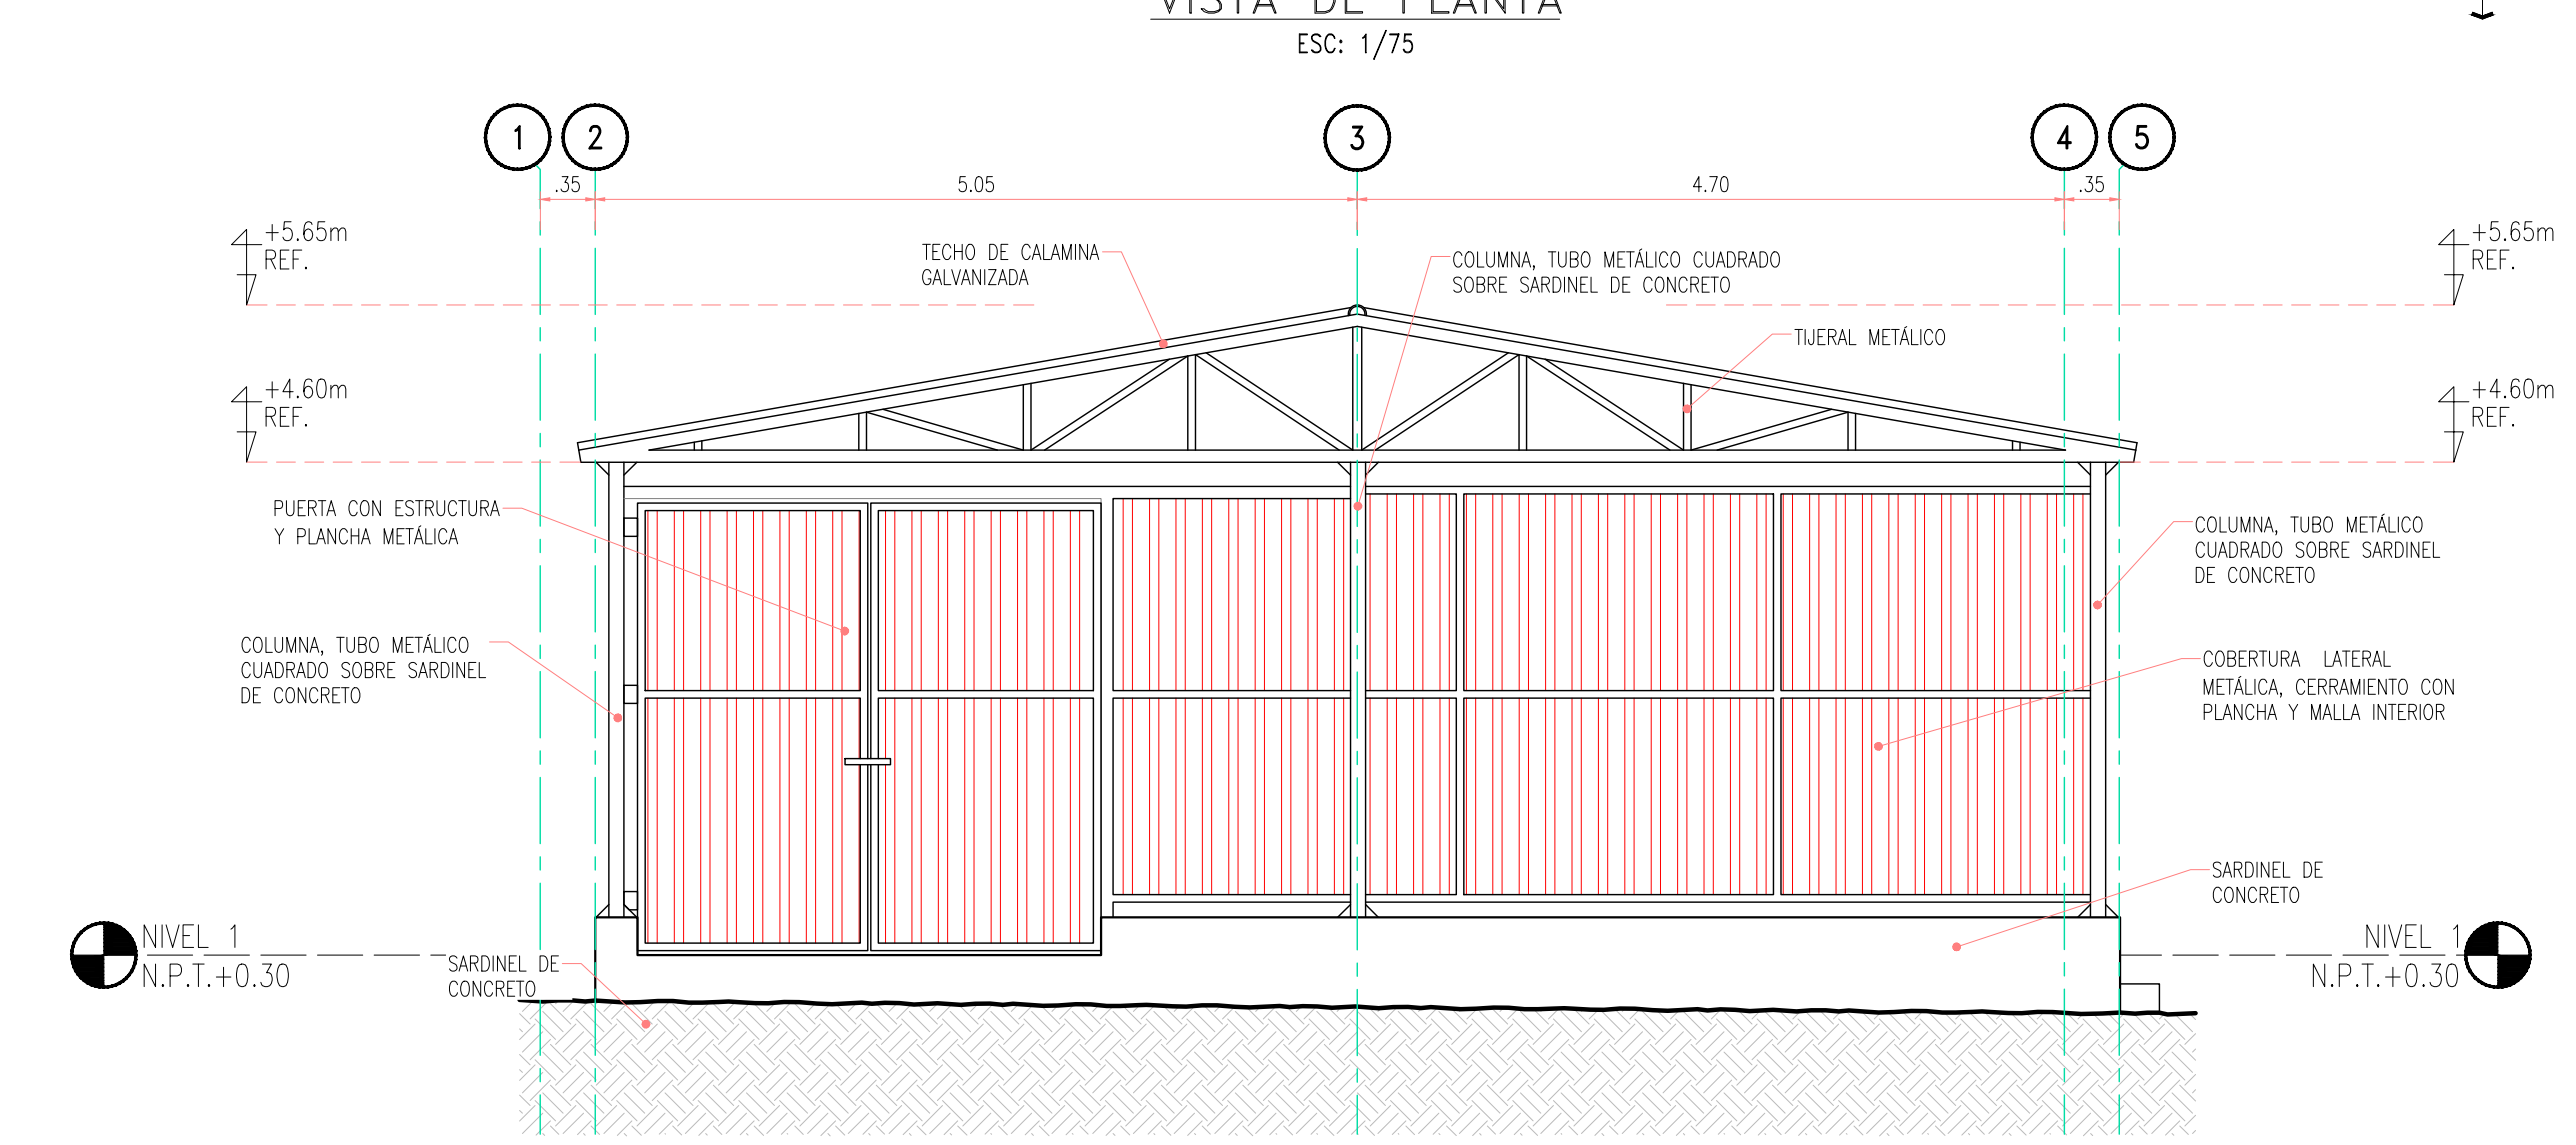 VISTA DE PLANTA
ESC: 1/75
1
2
3
4
5
.35
5.05
4.70
.35
+5.65m
REF.
TECHO DE CALAMINA
GALVANIZADA
COLUMNA, TUBO METÁLICO CUADRADO
SOBRE SARDINEL DE CONCRETO
+5.65m
REF.
TIJERAL METÁLICO
+4.60m
REF.
+4.60m
REF.
PUERTA CON ESTRUCTURA
Y PLANCHA METÁLICA
COLUMNA, TUBO METÁLICO
CUADRADO SOBRE SARDINEL
DE CONCRETO
COLUMNA, TUBO METÁLICO
CUADRADO SOBRE SARDINEL
DE CONCRETO
COBERTURA LATERAL
METÁLICA, CERRAMIENTO CON
PLANCHA Y MALLA INTERIOR
SARDINEL DE
CONCRETO
NIVEL 1
N.P.T.+0.30
SARDINEL DE
CONCRETO
NIVEL 1
N.P.T.+0.30